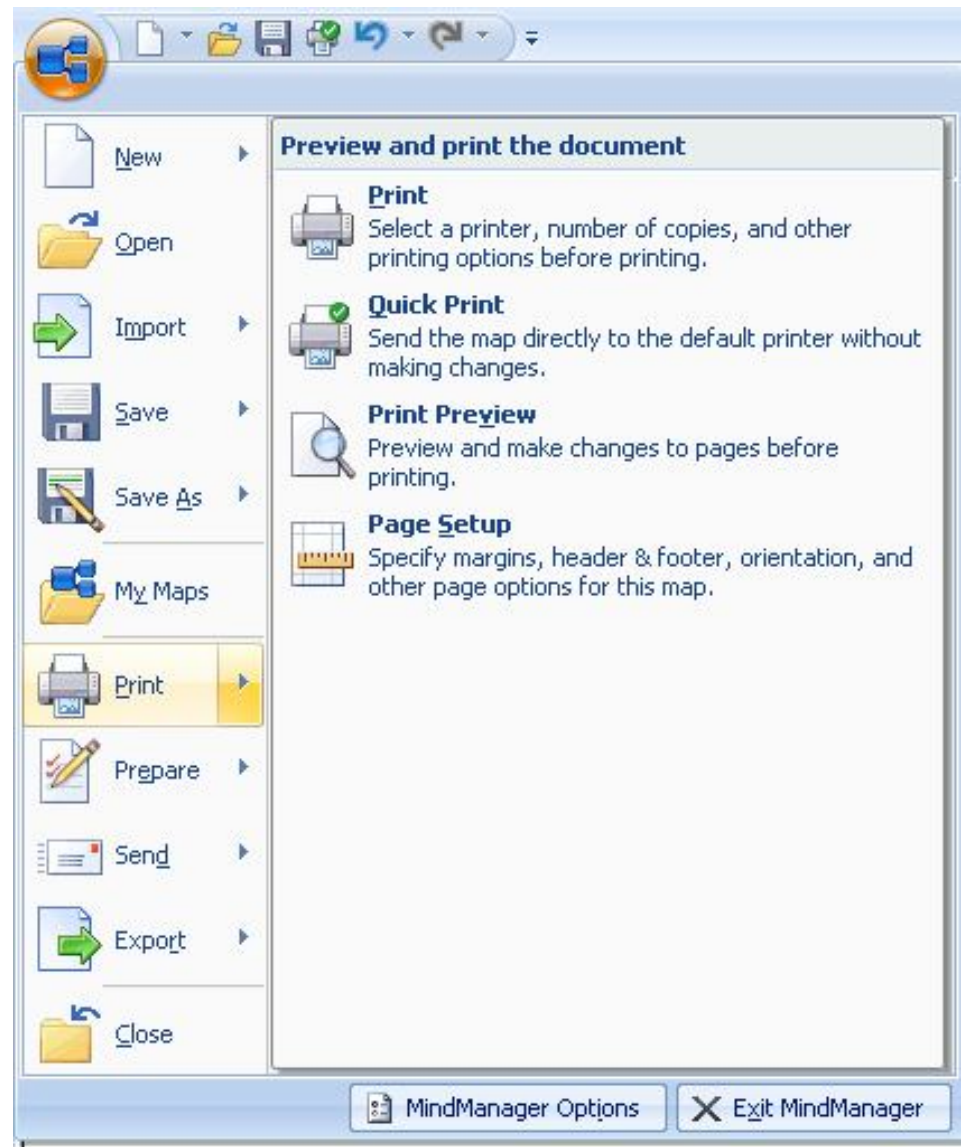 New
Open
Import
Save
Save As
My Maps
Print
Prepare
Send
Export
Close
Preview and print the document
Print
Select a printer, number of copies, and other
printing options before printing.
Quick Print
Send the map directly to the default printer without
making changes.
Print Preview
Preview and make changes to pages before
printing.
Page Setup
Specify margins, header & footer, orientation, and
other page options for this map.
MindManager Options
Exit MindManager